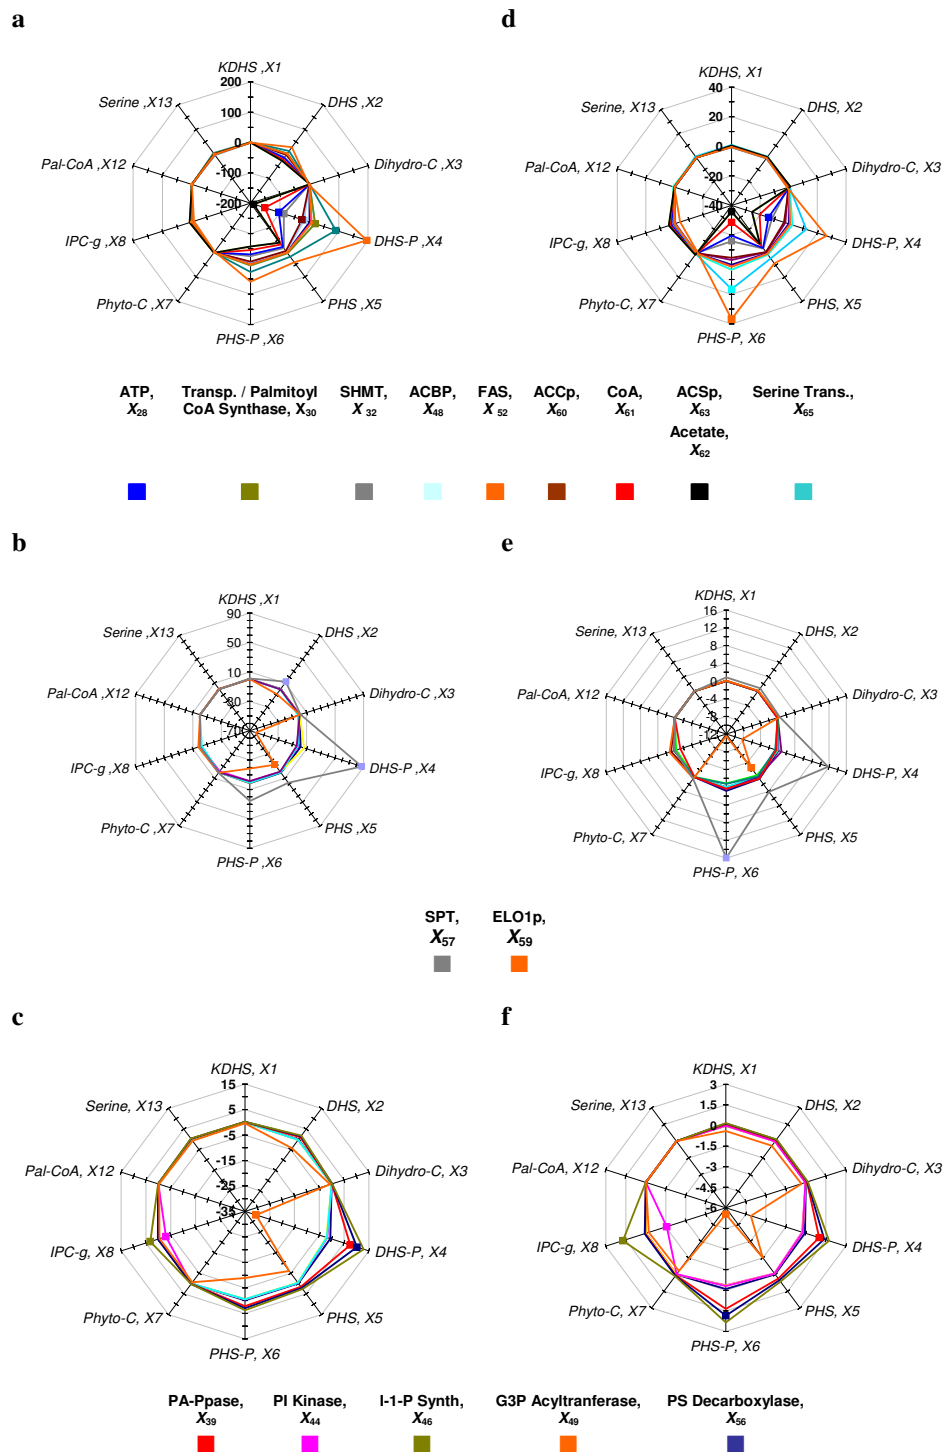 a
KDHS ,X1
DHS ,X2
Dihydro-C ,X3
DHS-P ,X4
PHS ,X5
PHS-P ,X6
Phyto-C ,X7
IPC-g ,X8
Pal-CoA ,X12
Serine ,X13
200
100
0
-100
-200
d
KDHS, X1
DHS, X2
Dihydro-C, X3
DHS-P, X4
PHS, X5
PHS-P, X6
Phyto-C, X7
IPC-g, X8
Pal-CoA, X12
Serine, X13
40
20
0
-20
-40
ATP, X28
Transp. / Palmitoyl CoA Synthase, X30
SHMT, X 32
ACBP, X48
FAS, X 52
ACCp, X60
CoA, X61
ACSp, X63
Acetate, X62
Serine Trans., X65
b
KDHS ,X1
DHS ,X2
Dihydro-C ,X3
DHS-P ,X4
PHS ,X5
PHS-P ,X6
Phyto-C ,X7
IPC-g ,X8
Pal-CoA ,X12
Serine ,X13
90
50
10
e
KDHS, X1
DHS, X2
Dihydro-C, X3
DHS-P, X4
PHS, X5
PHS-P, X6
Phyto-C, X7
IPC-g, X8
Pal-CoA, X12
Serine, X13
16
12
8
4
0
SPT, X57
ELO1p, X59
c
KDHS, X1
DHS, X2
Dihydro-C, X3
DHS-P, X4
PHS, X5
PHS-P, X6
Phyto-C, X7
IPC-g, X8
Pal-CoA, X12
Serine, X13
15
5
-5
-15
-25
-35
f
KDHS, X1
DHS, X2
Dihydro-C, X3
DHS-P, X4
PHS, X5
PHS-P, X6
Phyto-C, X7
IPC-g, X8
Pal-CoA, X12
Serine, X13
3
1.5
0
-1.5
-3
-4.5
-6
PA-Ppase, X39
PI Kinase, X44
I-1-P Synth, X46
G3P Acyltranferase, X49
PS Decarboxylase, X56